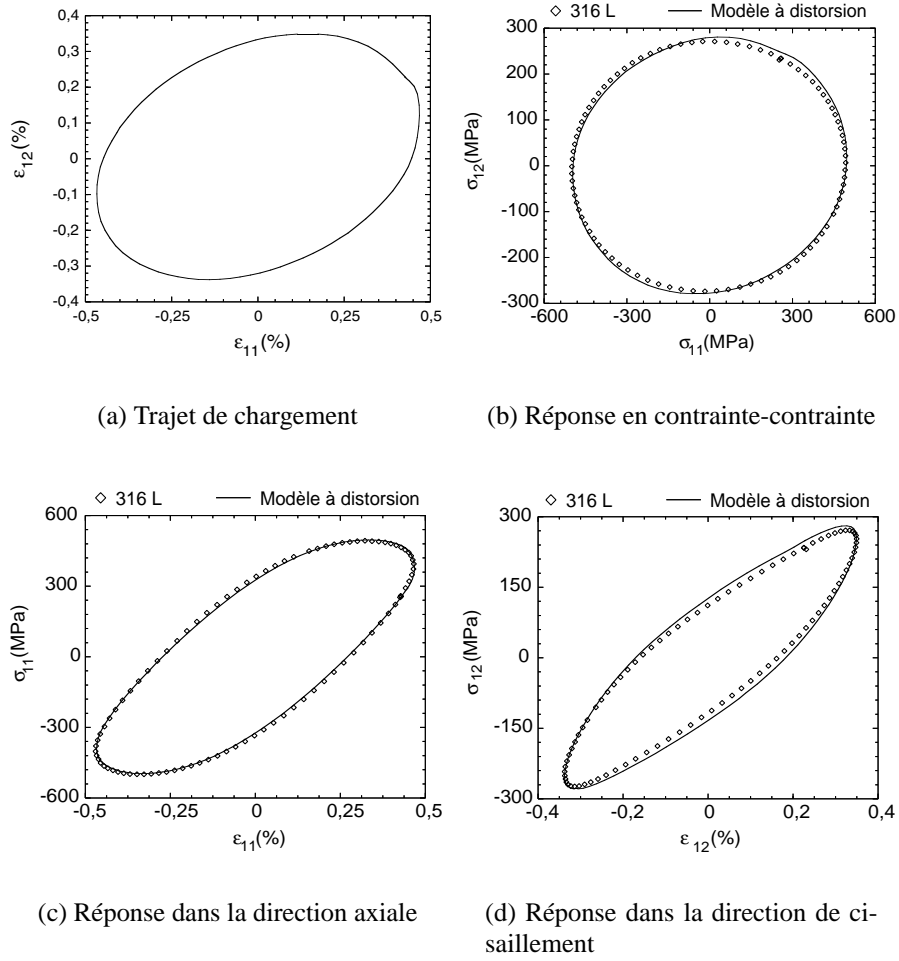 0,4
0,3
0,2
0,1
0
-0,1
-0,2
-0,3
-0,4
ε12(%)
-0,5 -0,25 0 0,25 0,5
ε11(%)
(a) Trajet de chargement
316 L Modèle à distorsion
300
200
100
0
-100
-200
-300
σ12(MPa)
-600 -300 0 300 600
σ11(MPa)
(b) Réponse en contrainte-contrainte
316 L Modèle à distorsion
600
300
0
-300
-600
σ11(MPa)
-0,5 -0,25 0 0,25 0,5
ε11(%)
(c) Réponse dans la direction axiale
316 L Modèle à distorsion
300
150
0
-150
-300
σ12(MPa)
-0,4 -0,2 0 0,2 0,4
ε12(%)
(d) Réponse dans la direction de ci-
saillement